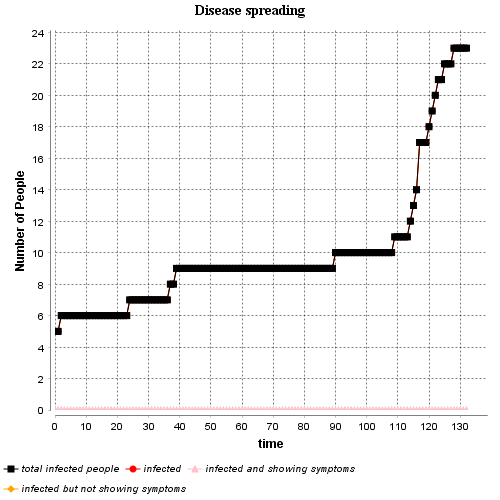 Disease spreading
Number of People
24
22
20
18
16
14
12
10
8
6
4
2
0
0 10 20 30 40 50 60 70 80 90 100 110 120 130
time
total infected people infected infected and showing symptoms
infected but not showing symptoms